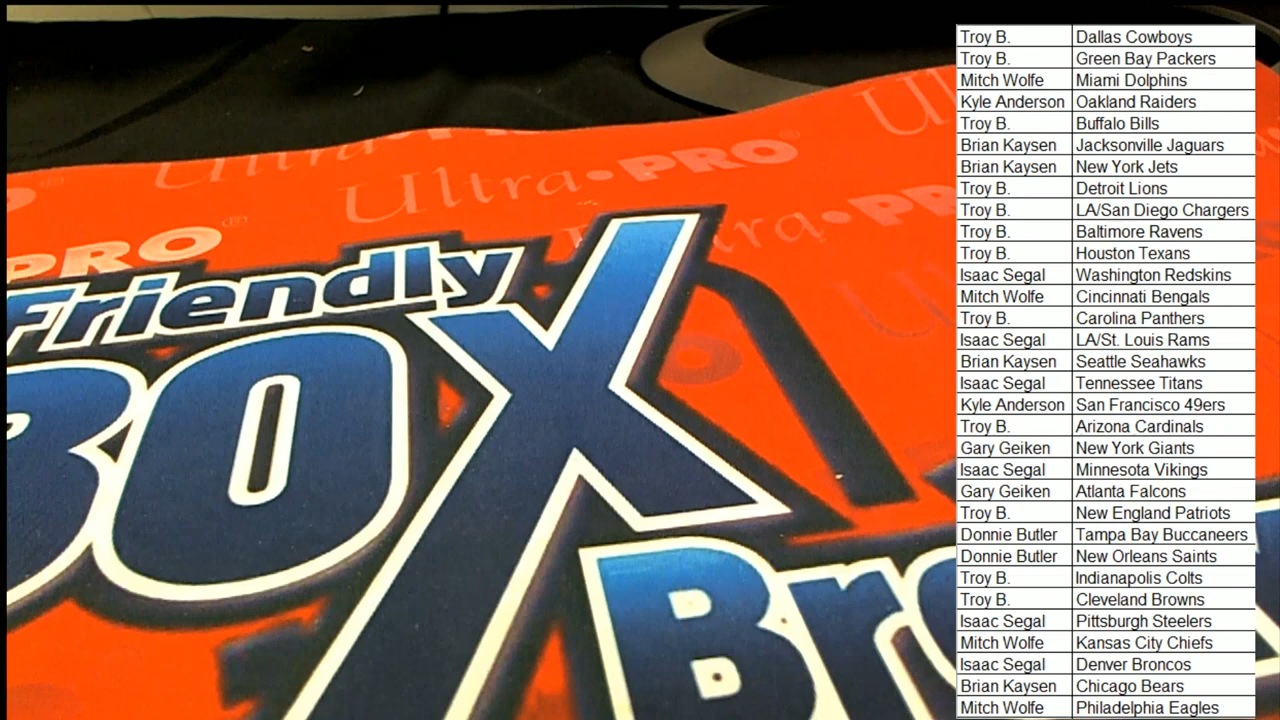 Ultra•PRO®
Ultra•PRO®
PRO®
Friendly
BOX
Br
Troy B. Dallas Cowboys
Troy B. Green Bay Packers
Mitch Wolfe Miami Dolphins
Kyle Anderson Oakland Raiders
Troy B. Buffalo Bills
Brian Kaysen Jacksonville Jaguars
Brian Kaysen New York Jets
Troy B. Detroit Lions
Troy B. LA/San Diego Chargers
Troy B. Baltimore Ravens
Troy B. Houston Texans
Isaac Segal Washington Redskins
Mitch Wolfe Cincinnati Bengals
Troy B. Carolina Panthers
Isaac Segal LA/St. Louis Rams
Brian Kaysen Seattle Seahawks
Isaac Segal Tennessee Titans
Kyle Anderson San Francisco 49ers
Troy B. Arizona Cardinals
Gary Geiken New York Giants
Isaac Segal Minnesota Vikings
Gary Geiken Atlanta Falcons
Troy B. New England Patriots
Donnie Butler Tampa Bay Buccaneers
Donnie Butler New Orleans Saints
Troy B. Indianapolis Colts
Troy B. Cleveland Browns
Isaac Segal Pittsburgh Steelers
Mitch Wolfe Kansas City Chiefs
Isaac Segal Denver Broncos
Brian Kaysen Chicago Bears
Mitch Wolfe Philadelphia Eagles